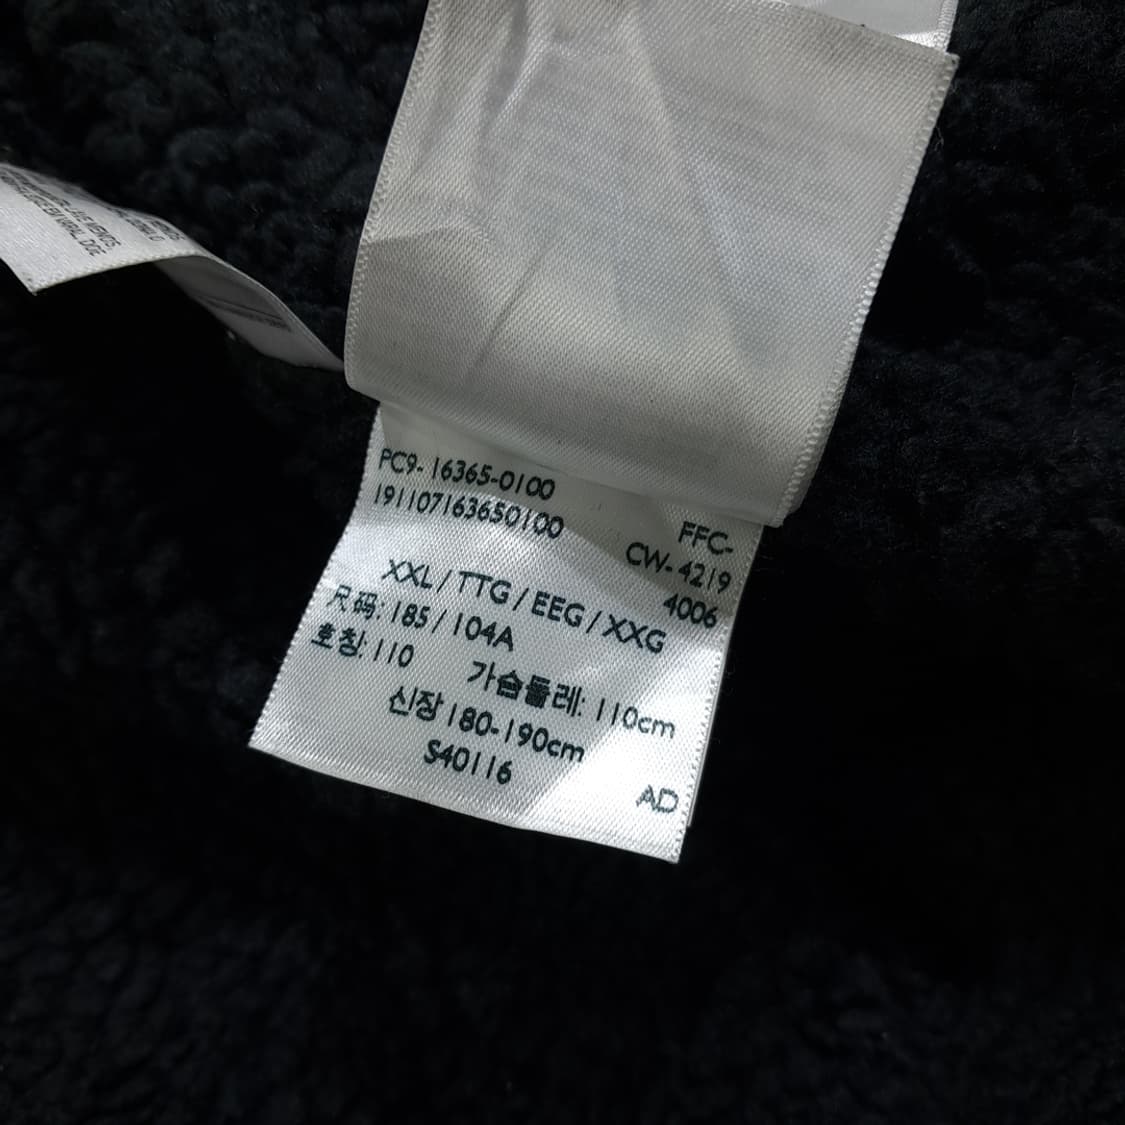 PC9-16365-0100
191107163650100
FFC-
CW-4219
4006
XXL/TTG/EEG/XXG
尺码: 185/104A
호칭: 110 가슴둘레: 110cm
신장 180-190cm
S40116
AD